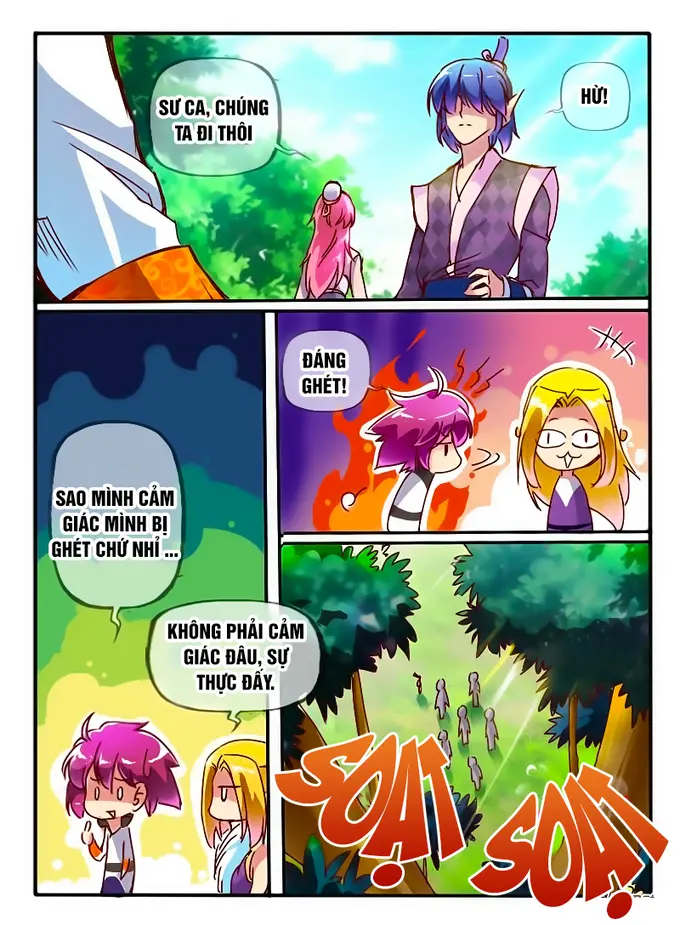 SƯ CA, CHÚNG
TA ĐI THÔI
HỪ!
SAO MÌNH CẢM
GIÁC MÌNH BỊ
GHÉT CHỨ NHỈ ...
KHÔNG PHẢI CẢM
GIÁC ĐÂU, SỰ
THỰC ĐẤY.
ĐÁNG
GHÉT!
SOẠT
SOẠT